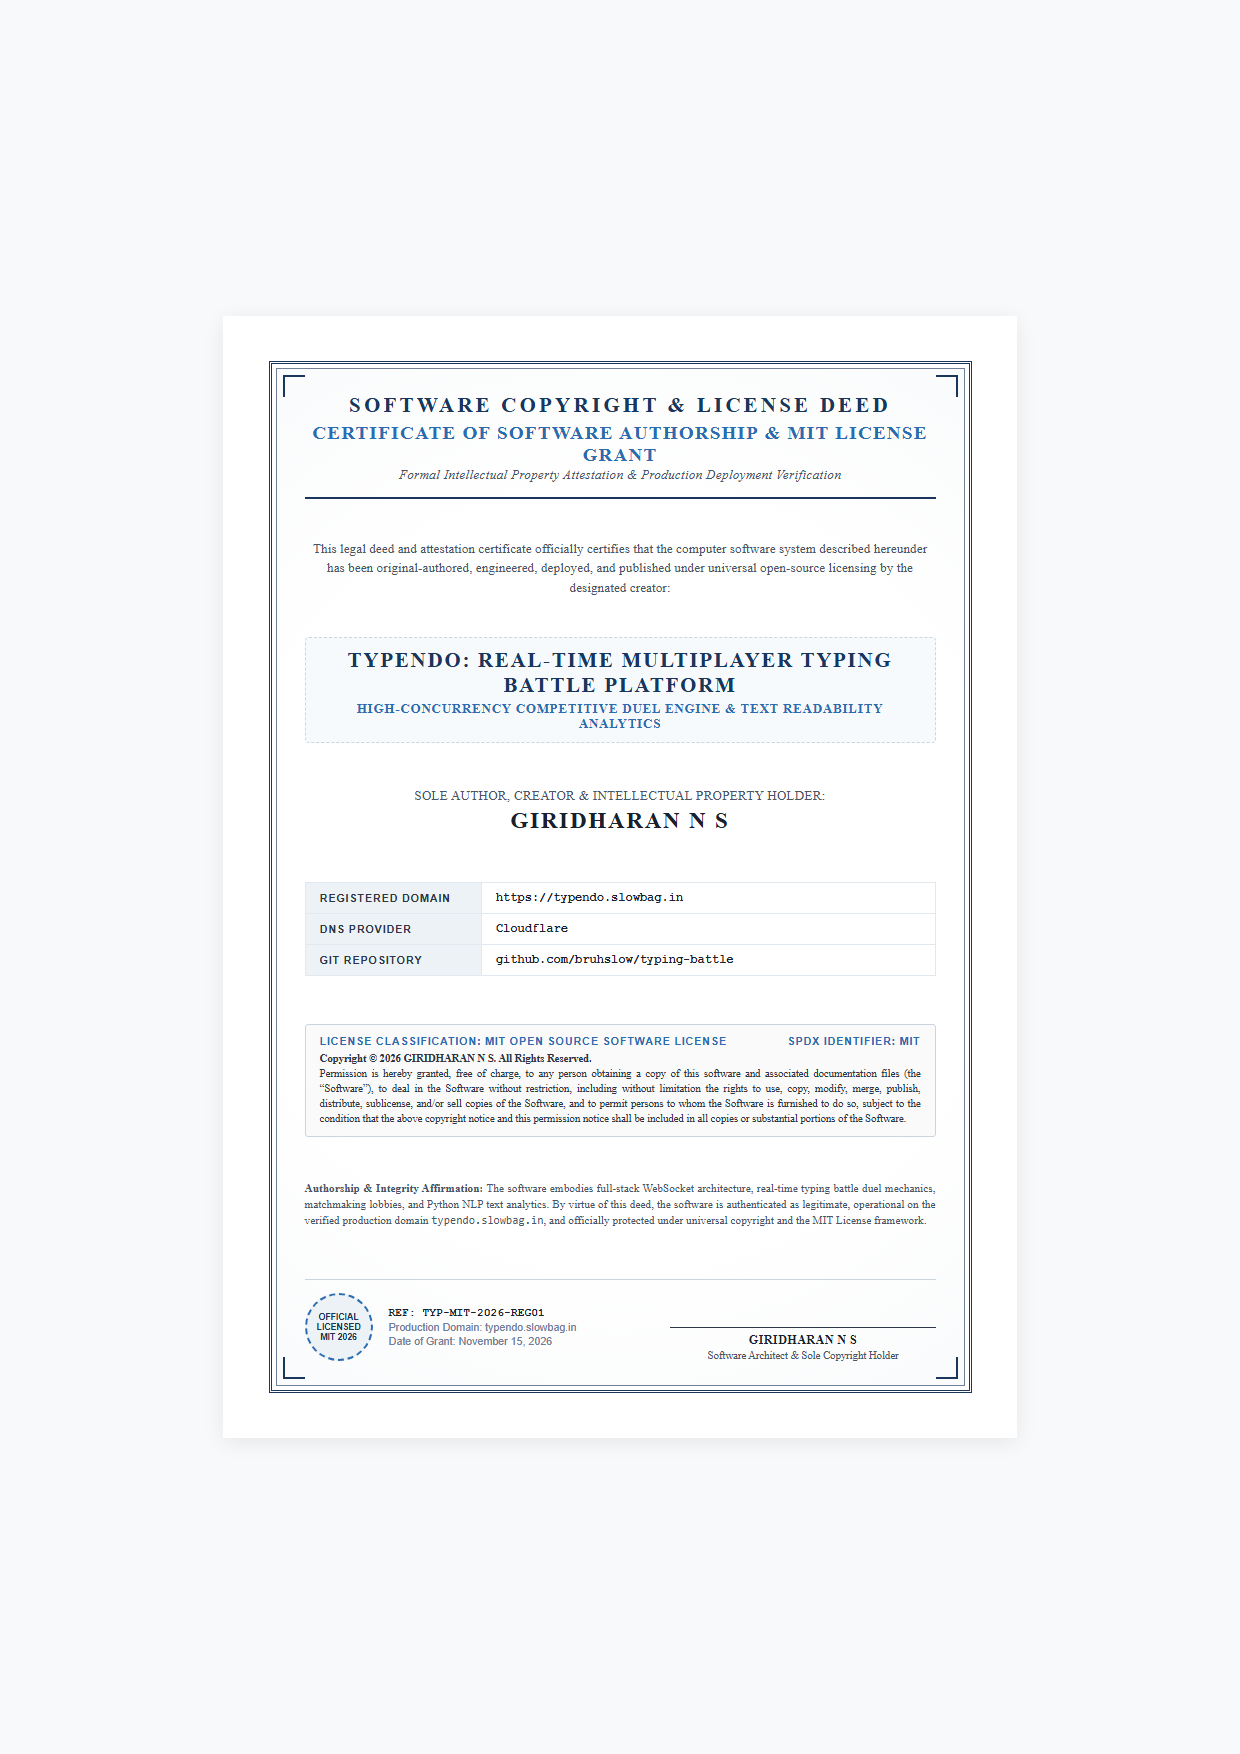 SOFTWARE COPYRIGHT & LICENSE DEED
CERTIFICATE OF SOFTWARE AUTHORSHIP & MIT LICENSE
GRANT
Formal Intellectual Property Attestation & Production Deployment Verification
This legal deed and attestation certificate officially certifies that the computer software system described hereunder
has been original-authored, engineered, deployed, and published under universal open-source licensing by the
designated creator:
TYPENDO: REAL-TIME MULTIPLAYER TYPING
BATTLE PLATFORM
HIGH-CONCURRENCY COMPETITIVE DUEL ENGINE & TEXT READABILITY
ANALYTICS
SOLE AUTHOR, CREATOR & INTELLECTUAL PROPERTY HOLDER:
GIRIDHARAN N S
REGISTERED DOMAIN https://typendo.slowbag.in
DNS PROVIDER Cloudflare
GIT REPOSITORY github.com/bruhslow/typing-battle
LICENSE CLASSIFICATION: MIT OPEN SOURCE SOFTWARE LICENSE SPDX IDENTIFIER: MIT
Copyright © 2026 GIRIDHARAN N S. All Rights Reserved.
Permission is hereby granted, free of charge, to any person obtaining a copy of this software and associated documentation files (the
“Software”), to deal in the Software without restriction, including without limitation the rights to use, copy, modify, merge, publish,
distribute, sublicense, and/or sell copies of the Software, and to permit persons to whom the Software is furnished to do so, subject to the
condition that the above copyright notice and this permission notice shall be included in all copies or substantial portions of the Software.
Authorship & Integrity Affirmation: The software embodies full-stack WebSocket architecture, real-time typing battle duel mechanics,
matchmaking lobbies, and Python NLP text analytics. By virtue of this deed, the software is authenticated as legitimate, operational on the
verified production domain typendo.slowbag.in, and officially protected under universal copyright and the MIT License framework.
OFFICIAL
LICENSED
MIT 2026
REF: TYP-MIT-2026-REG01
Production Domain: typendo.slowbag.in
Date of Grant: November 15, 2026
GIRIDHARAN N S
Software Architect & Sole Copyright Holder